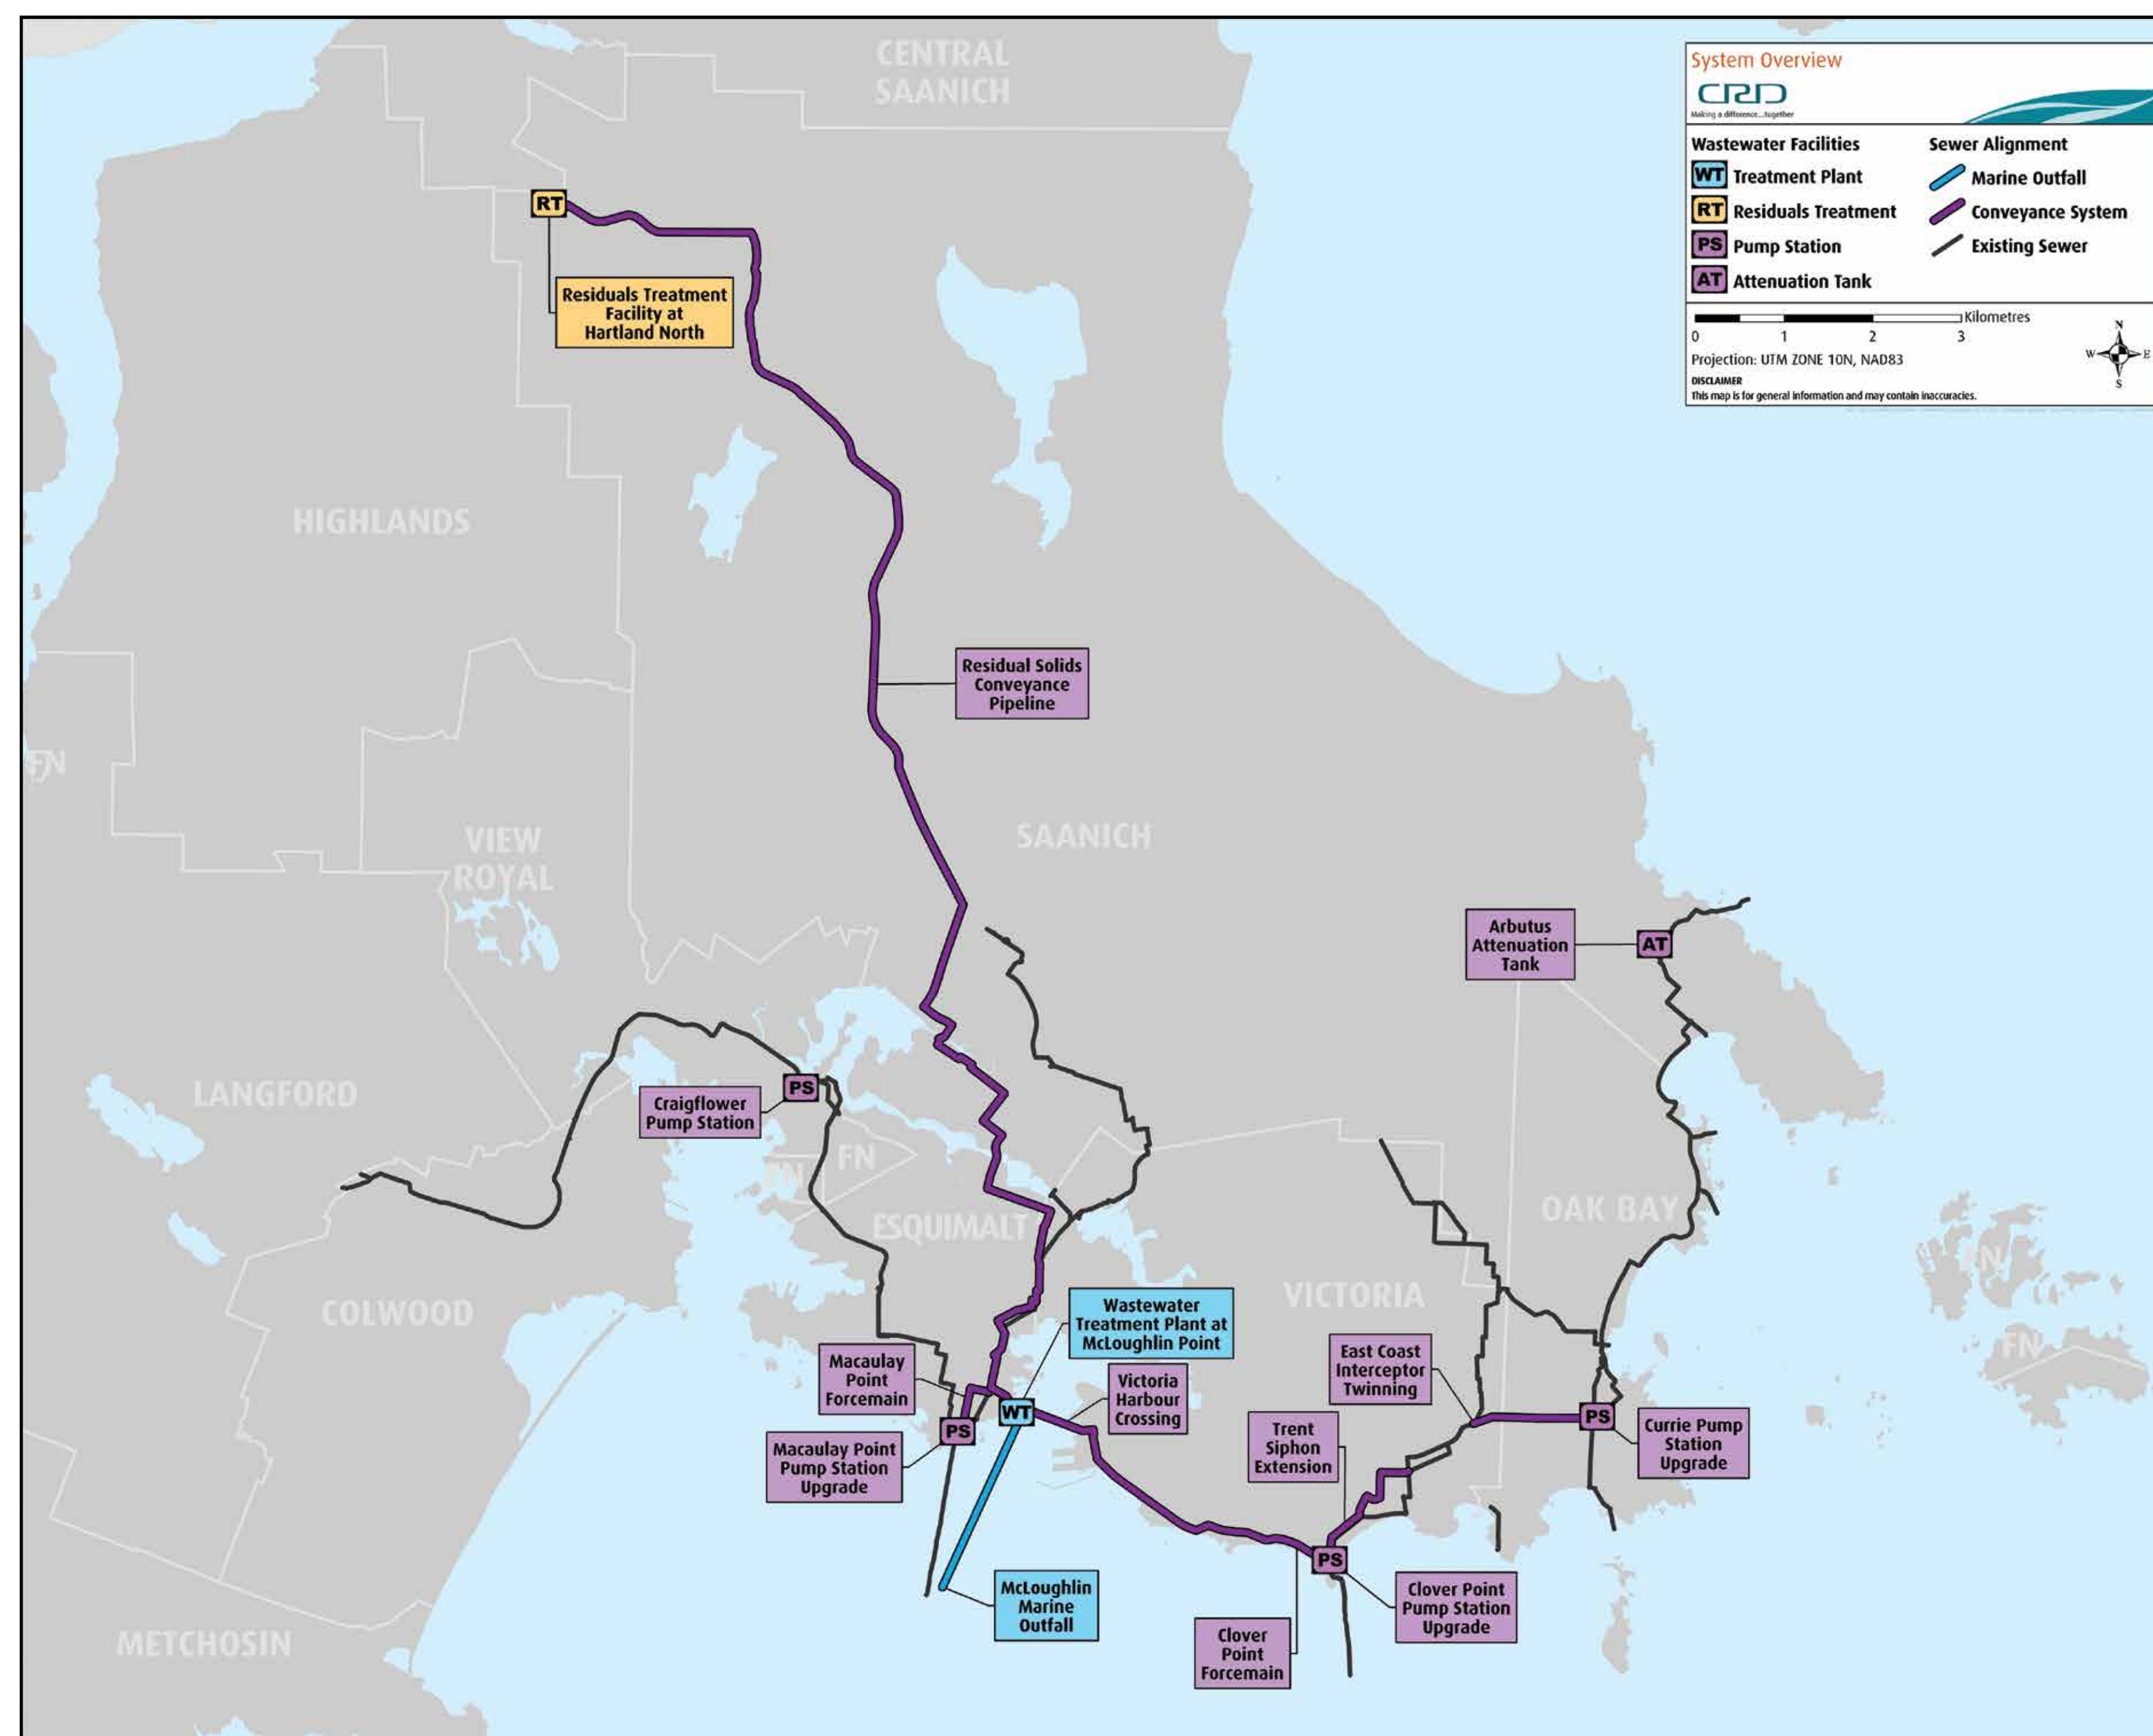 CENTRAL
SAANICH
System Overview
CRD
Making a difference...together
Wastewater Facilities
WT Treatment Plant
RT Residuals Treatment
PS Pump Station
AT Attenuation Tank
Sewer Alignment
Marine Outfall
Conveyance System
Existing Sewer
Kilometres
0 1 2 3
Projection: UTM ZONE 10N, NAD83
DISCLAIMER
This map is for general information and may contain inaccuracies.
N
W E
S
RT
Residuals Treatment
Facility at
Hartland North
HIGHLANDS
Residual Solids
Conveyance
Pipeline
FN
VIEW
ROYAL
SAANICH
Arbutus
Attenuation
Tank
AT
LANGFORD
PS
Craigflower
Pump Station
FN
FN
ESQUIMALT
OAK BAY
FN
COLWOOD
VICTORIA
Wastewater
Treatment Plant at
McLoughlin Point
FN
Macaulay
Point
Forcemain
Victoria
Harbour
Crossing
East Coast
Interceptor
Twinning
WT
PS
PS
Macaulay Point
Pump Station
Upgrade
Trent
Siphon
Extension
Currie Pump
Station
Upgrade
PS
McLoughlin
Marine
Outfall
Clover Point
Pump Station
Upgrade
Clover
Point
Forcemain
METCHOSIN